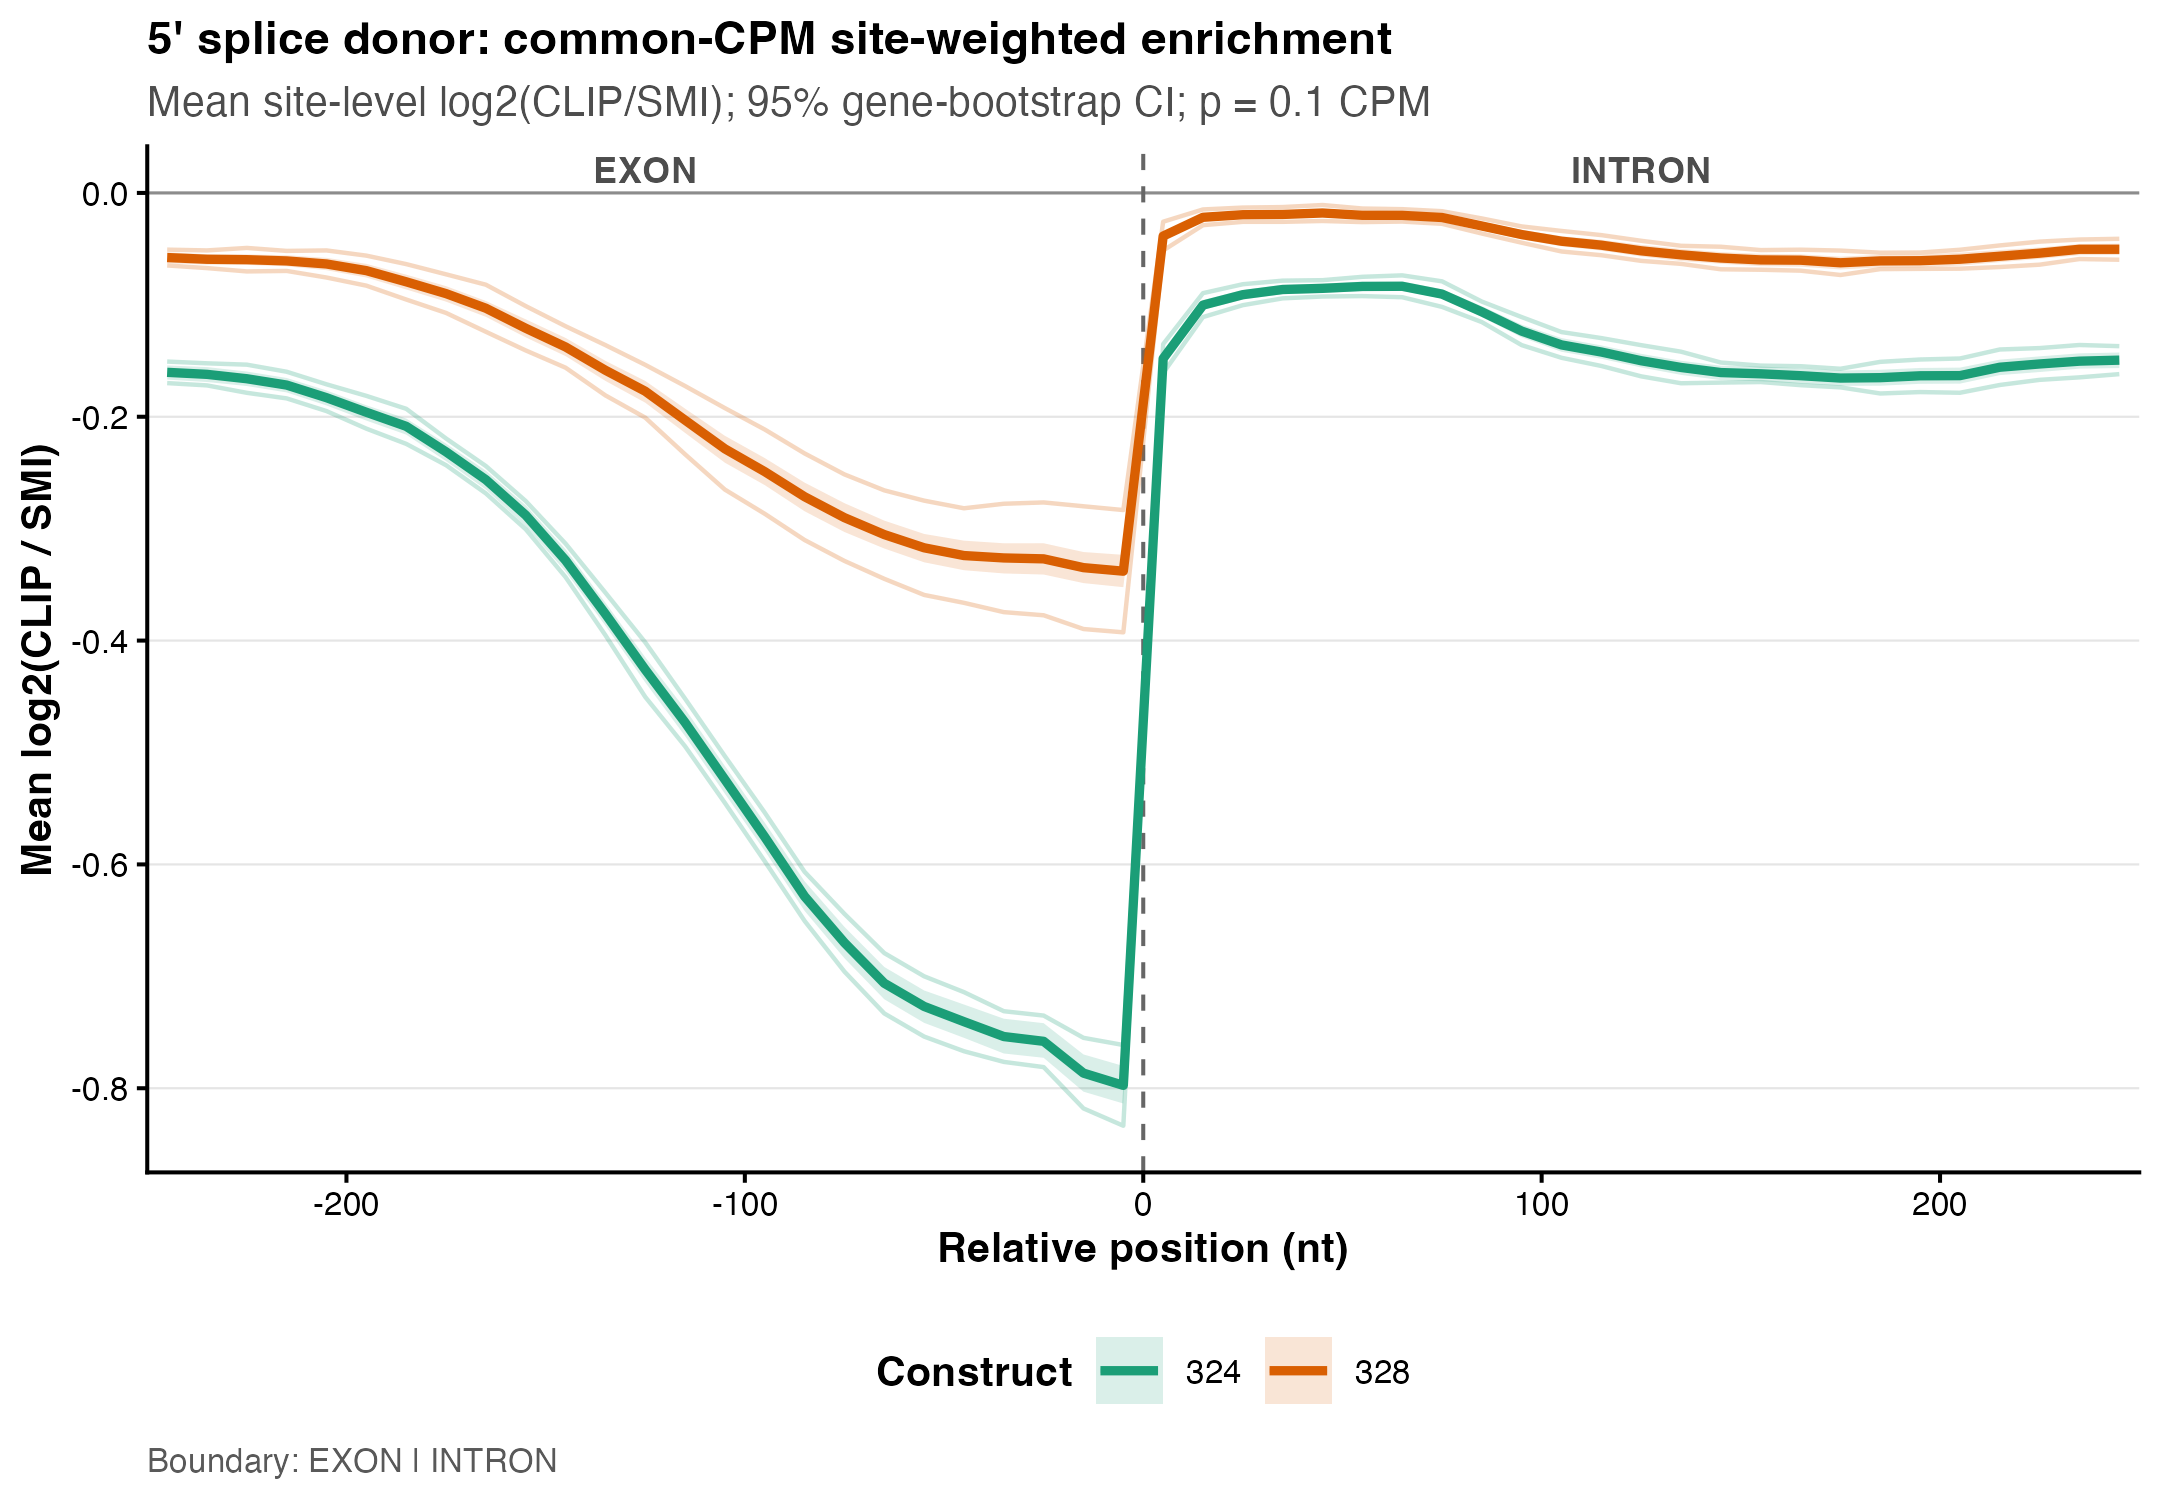 5' splice donor: common-CPM site-weighted enrichment
Mean site-level log2(CLIP/SMI); 95% gene-bootstrap CI; p = 0.1 CPM
EXON
INTRON
0.0
-0.2
-0.4
-0.6
-0.8
Mean log2(CLIP / SMI)
-200
-100
0
100
200
Relative position (nt)
Construct
324
328
Boundary: EXON | INTRON